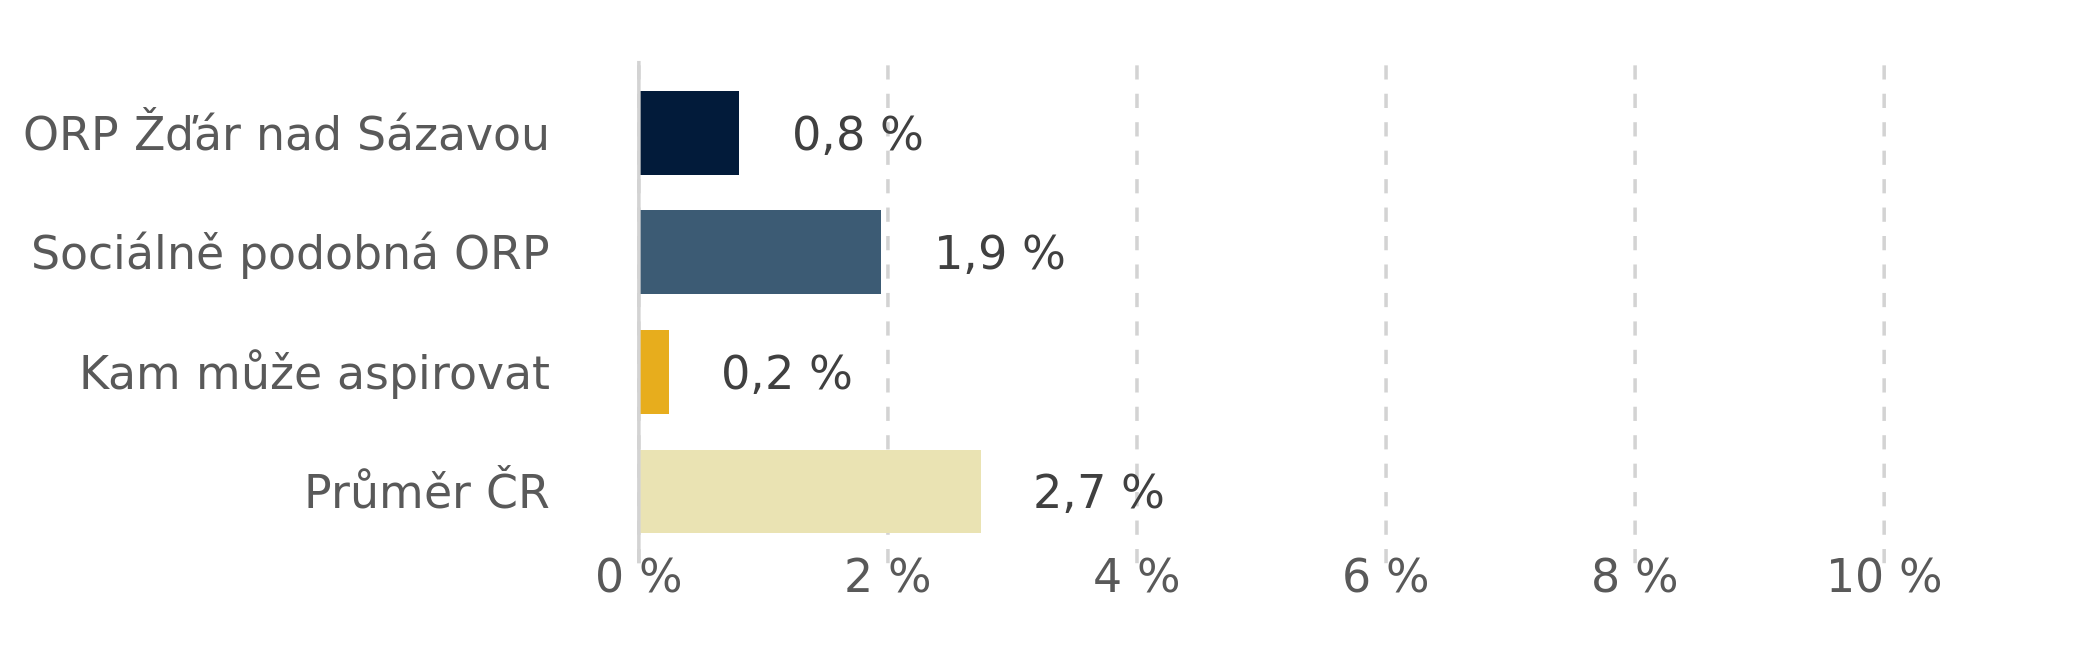 ORP Žďár nad Sázavou 0,8 %
Sociálně podobná ORP 1,9 %
Kam může aspirovat 0,2 %
Průměr ČR 2,7 %
0 % 2 % 4 % 6 % 8 % 10 %